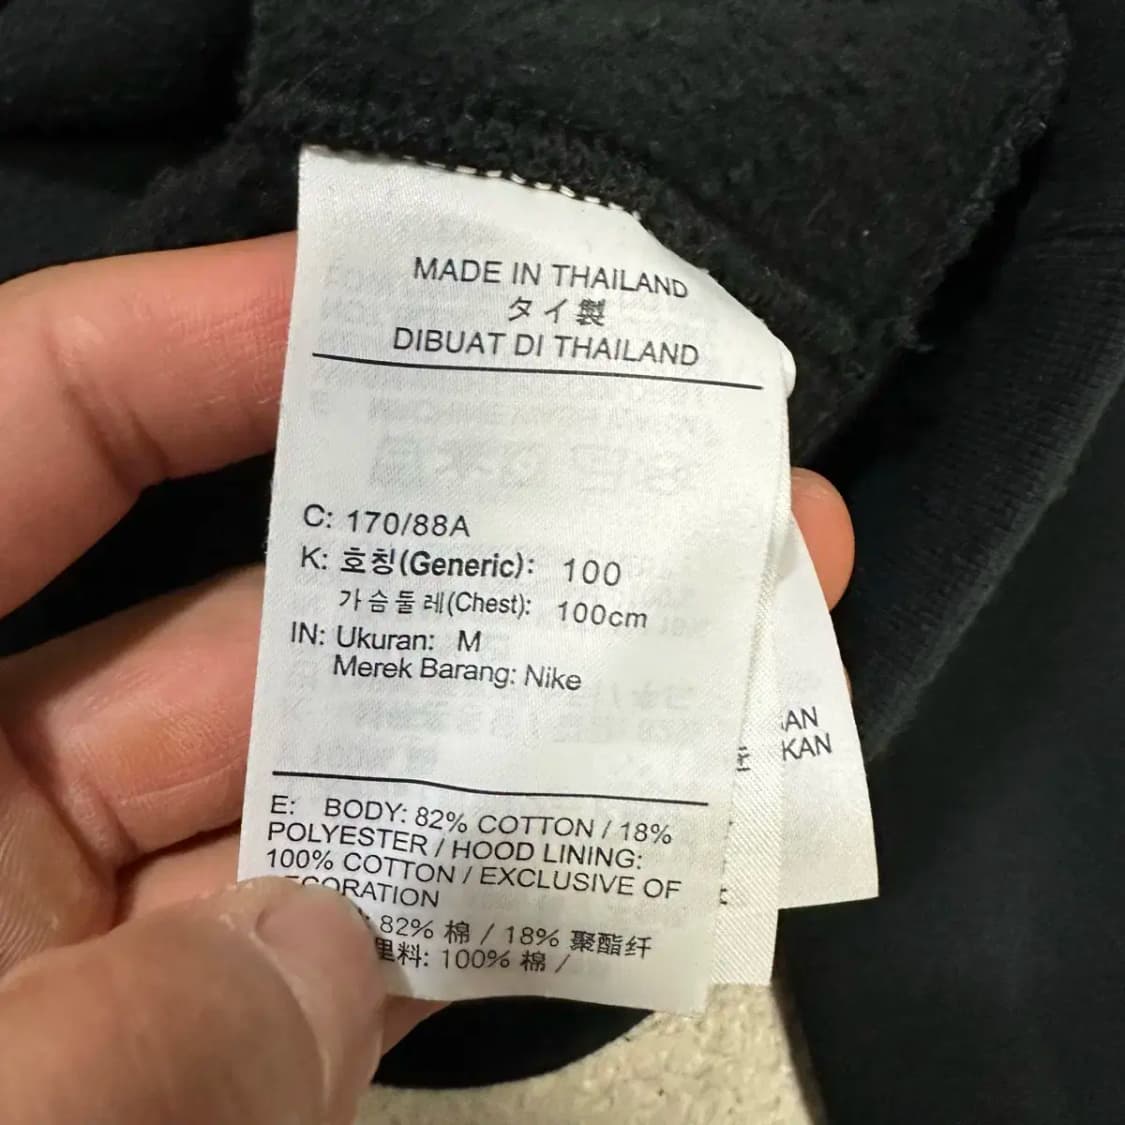 MADE IN THAILAND
タイ製
DIBUAT DI THAILAND
C: 170/88A
K: 호칭(Generic): 100
가슴둘레(Chest): 100cm
IN: Ukuran: M
Merek Barang: Nike
E: BODY: 82% COTTON / 18%
POLYESTER / HOOD LINING:
100% COTTON / EXCLUSIVE OF
DECORATION
82% 棉 / 18% 聚酯纤
里料: 100% 棉 /
KAN